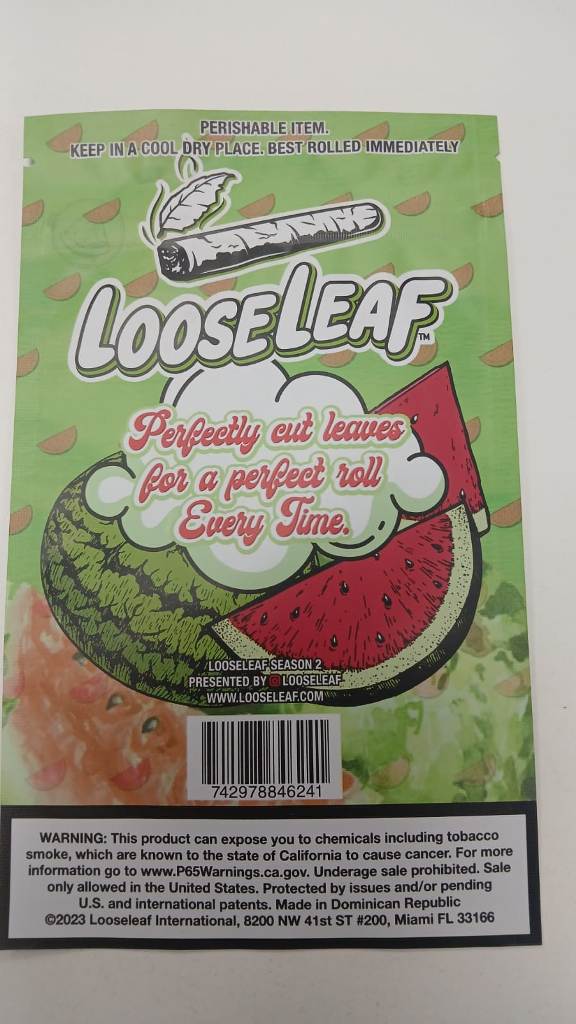 PERISHABLE ITEM.
KEEP IN A COOL DRY PLACE. BEST ROLLED IMMEDIATELY
LOOSELEAF™
Perfectly cut leaves
for a perfect roll
Every Time.
LOOSELEAF SEASON 2
PRESENTED BY @LOOSELEAF
WWW.LOOSELEAF.COM
742978846241
WARNING: This product can expose you to chemicals including tobacco
smoke, which are known to the state of California to cause cancer. For more
information go to www.P65Warnings.ca.gov. Underage sale prohibited. Sale
only allowed in the United States. Protected by issues and/or pending
U.S. and international patents. Made in Dominican Republic
©2023 Looseleaf International, 8200 NW 41st ST #200, Miami FL 33166